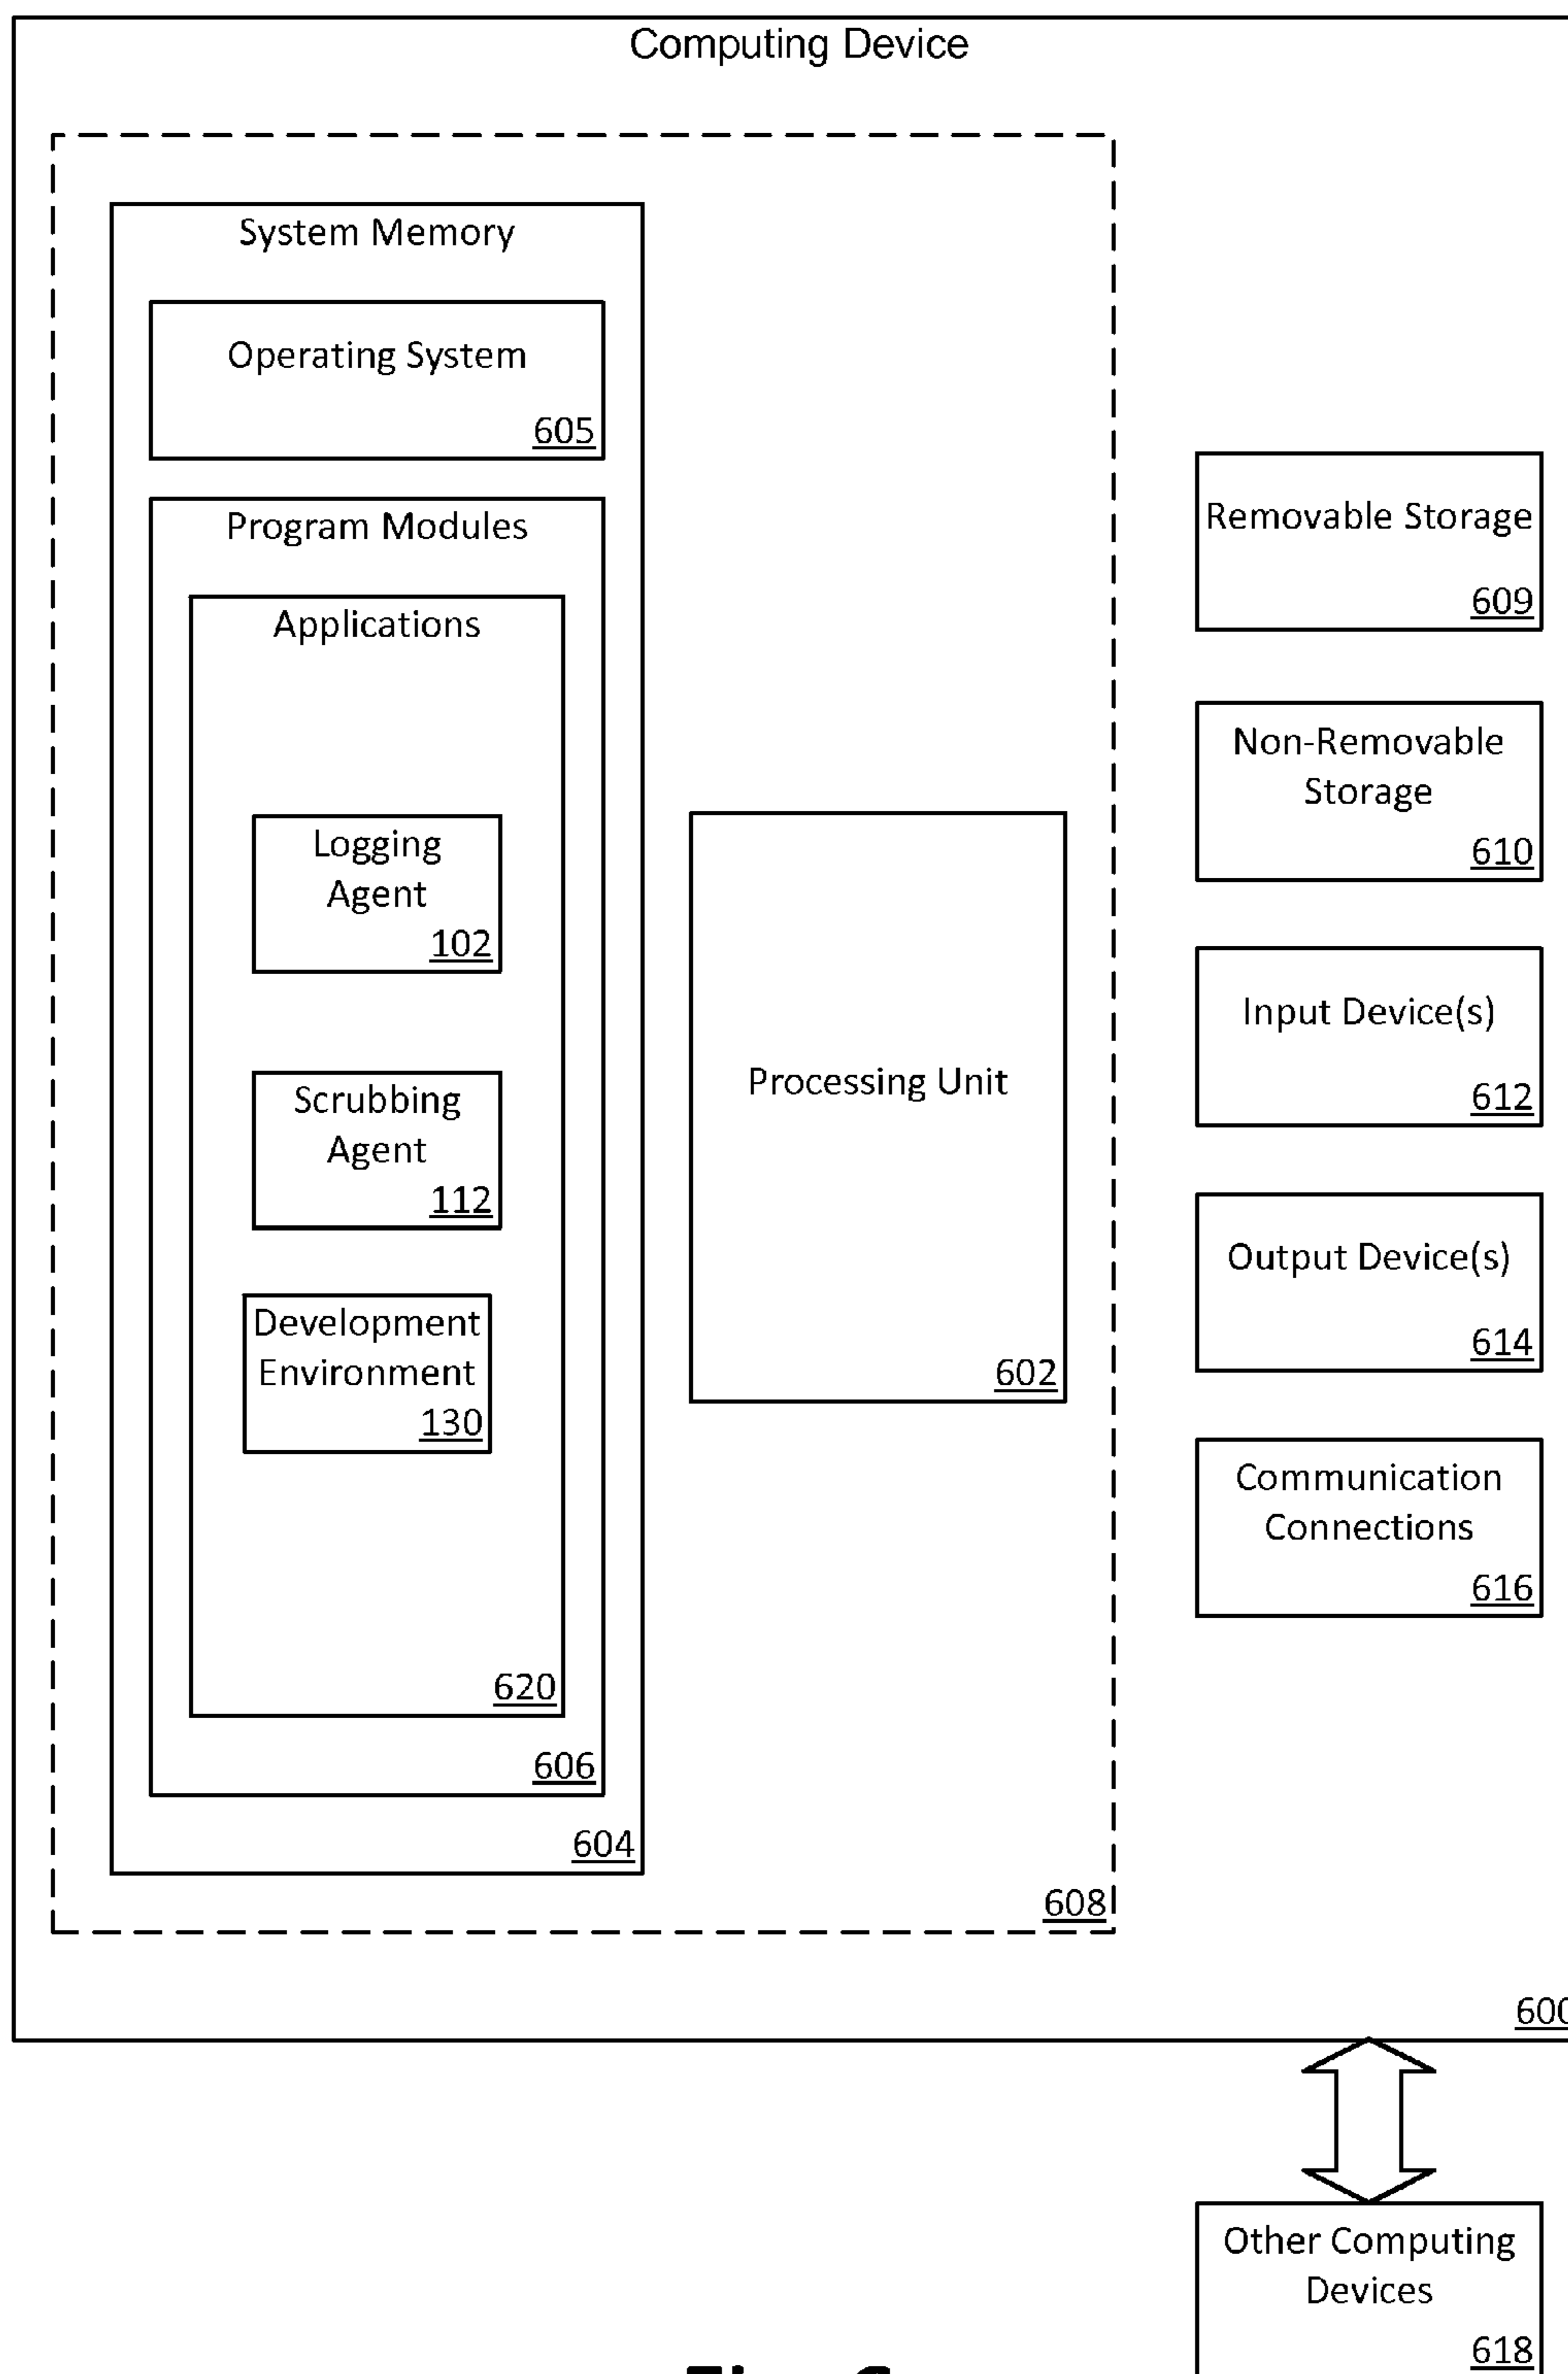 Computing Device
System Memory
Operating System
605
Program Modules
Applications
Logging
Agent
102
Scrubbing
Agent
112
Development
Environment
130
620
606
604
Processing Unit
602
608
Removable Storage
609
Non-Removable
Storage
610
Input Device(s)
612
Output Device(s)
614
Communication
Connections
616
600
Other Computing
Devices
618